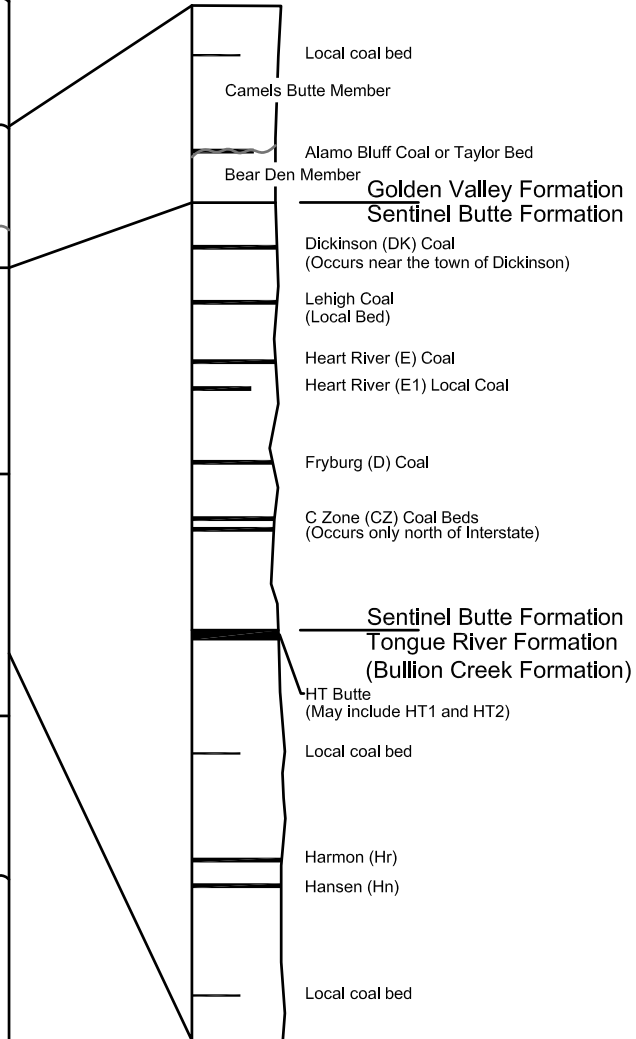 Local coal bed
Camels Butte Member
Alamo Bluff Coal or Taylor Bed
Bear Den Member
Golden Valley Formation
Sentinel Butte Formation
Dickinson (DK) Coal
(Occurs near the town of Dickinson)
Lehigh Coal
(Local Bed)
Heart River (E) Coal
Heart River (E1) Local Coal
Fryburg (D) Coal
C Zone (CZ) Coal Beds
(Occurs only north of Interstate)
Sentinel Butte Formation
Tongue River Formation
(Bullion Creek Formation)
HT Butte
(May include HT1 and HT2)
Local coal bed
Harmon (Hr)
Hansen (Hn)
Local coal bed